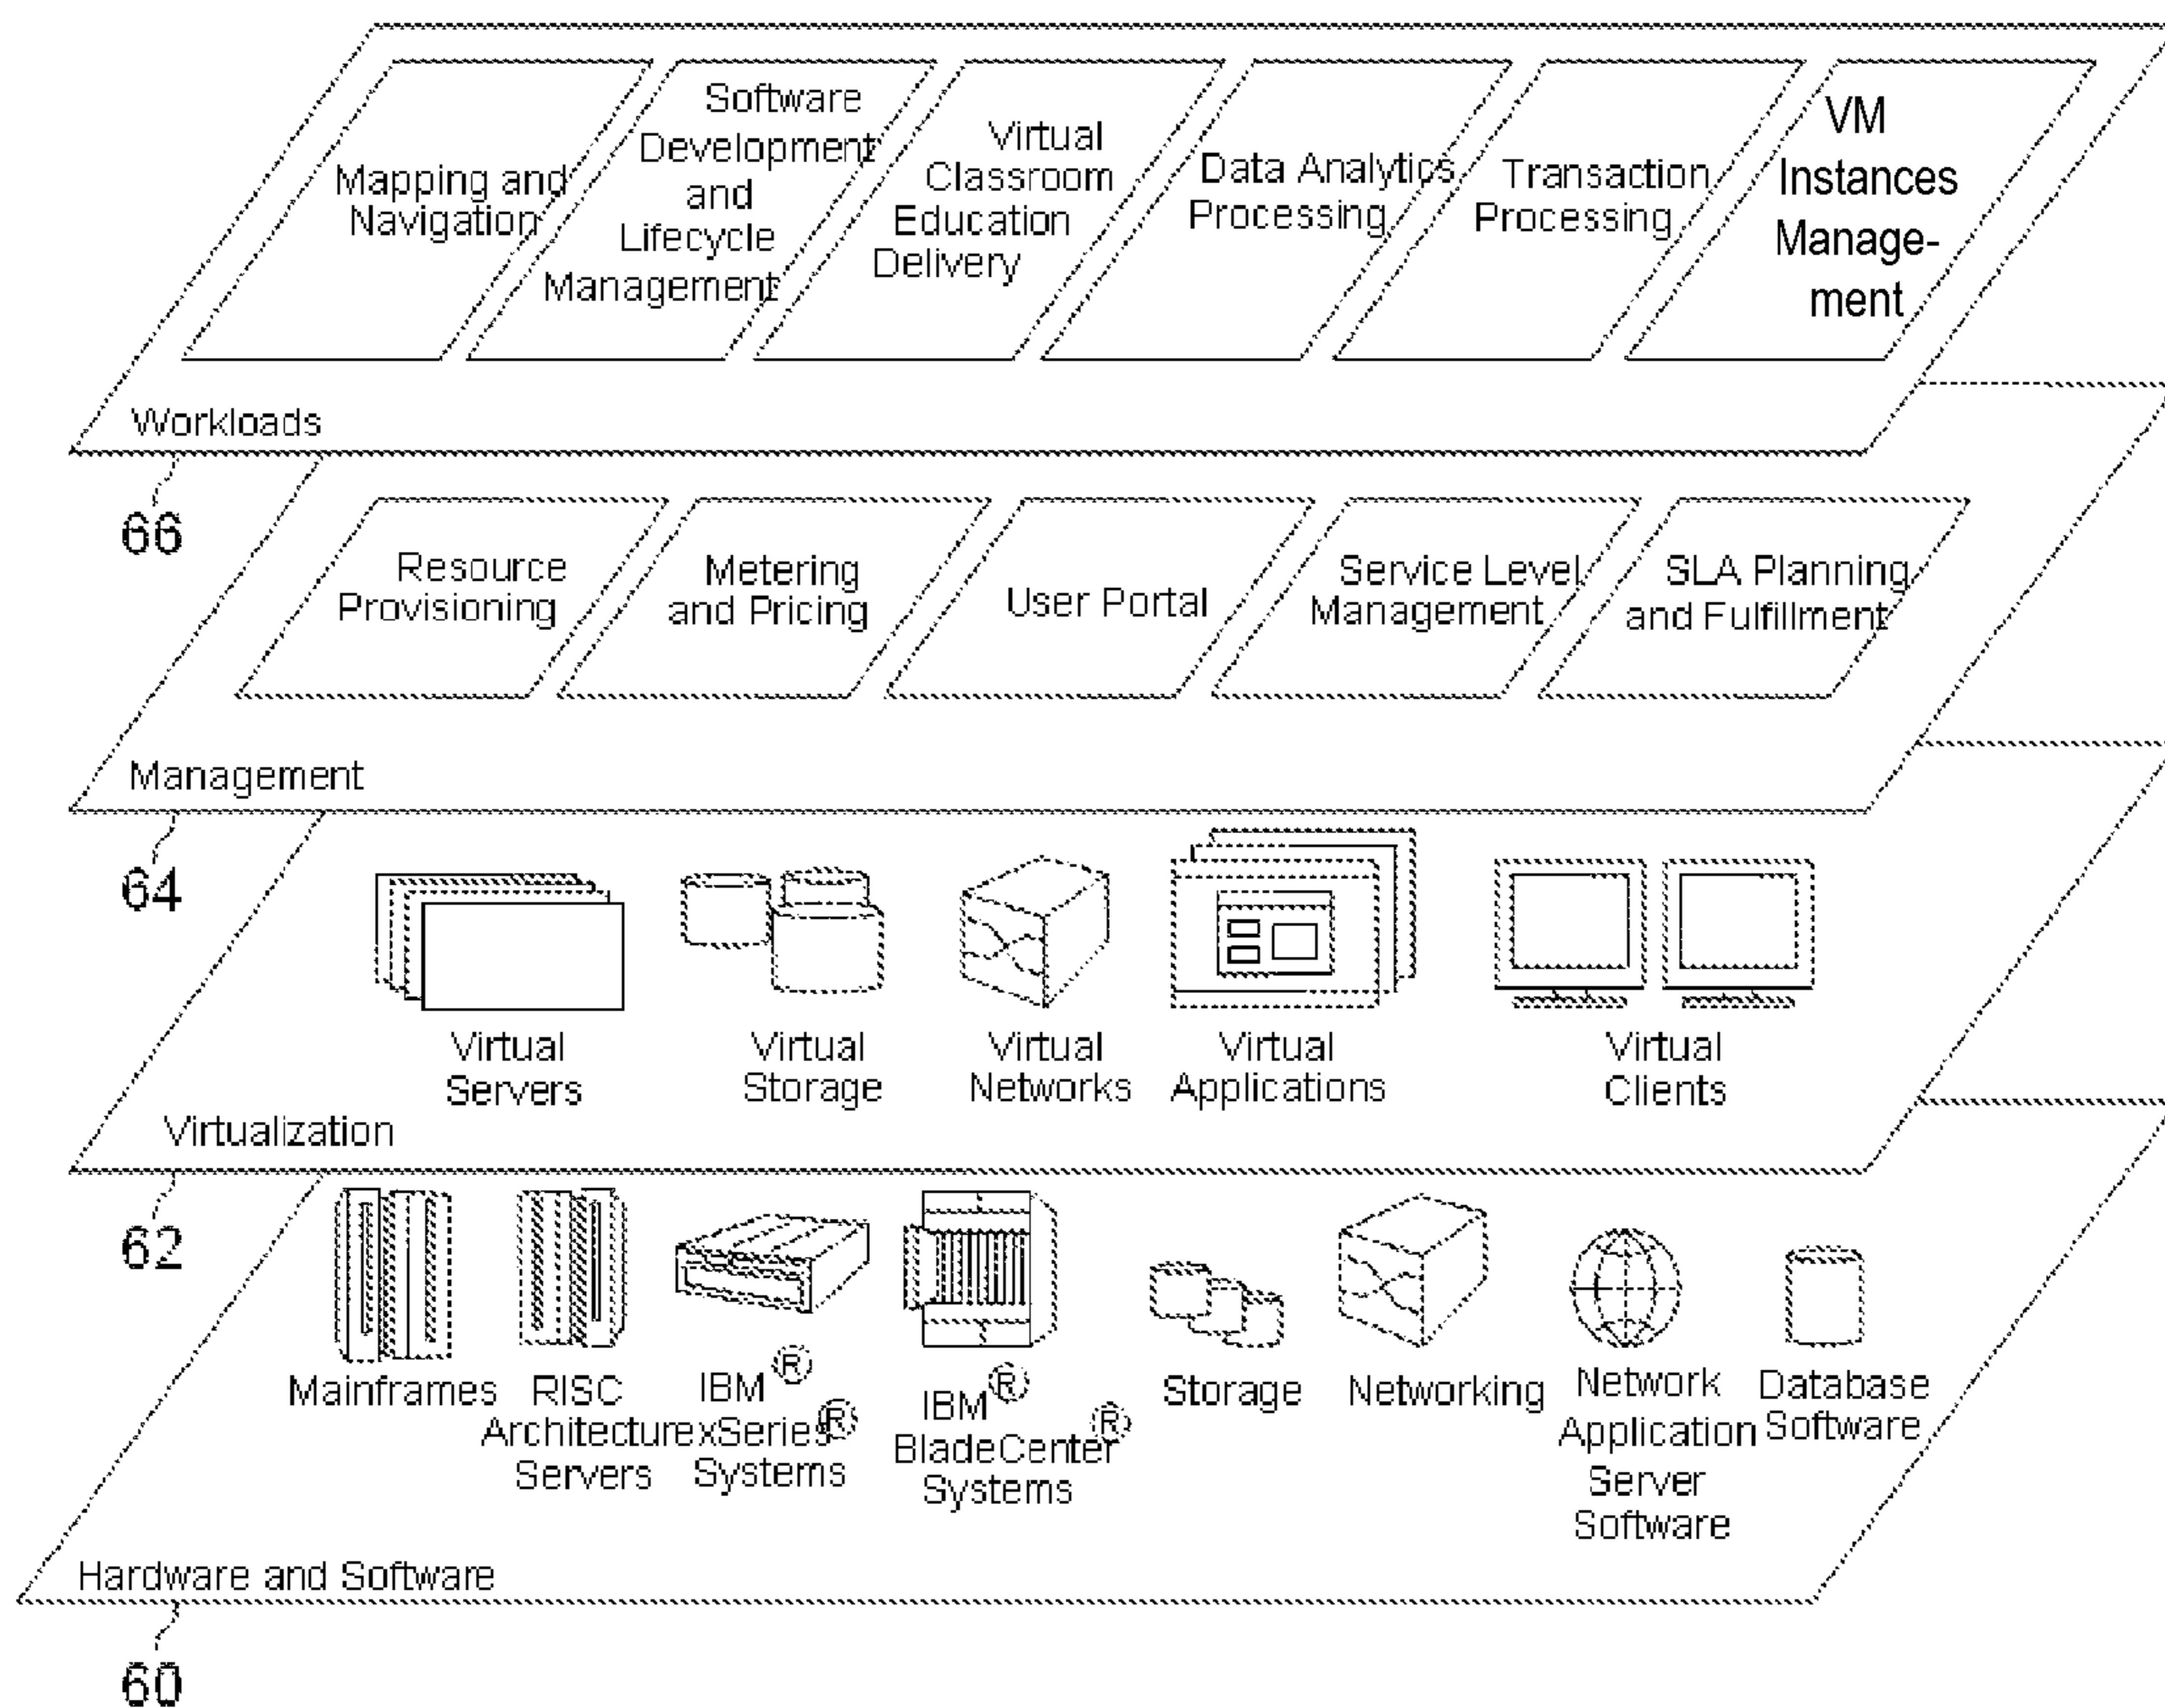 Mapping and
Navigation
Software
Development
and
Lifecycle
Management
Virtual
Classroom
Education
Delivery
Data Analytics
Processing
Transaction
Processing
VM
Instances
Manage-
ment
Workloads
66
Resource
Provisioning
Metering
and Pricing
User Portal
Service Level
Management
SLA Planning
and Fulfillment
Management
64
Virtual
Servers
Virtual
Storage
Virtual
Networks
Virtual
Applications
Virtual
Clients
Virtualization
62
Mainframes
RISC
Architecture
Servers
IBM ®
xSeries ®
Systems
IBM ®
BladeCenter ®
Systems
Storage
Networking
Network
Application
Server
Software
Database
Software
Hardware and Software
60